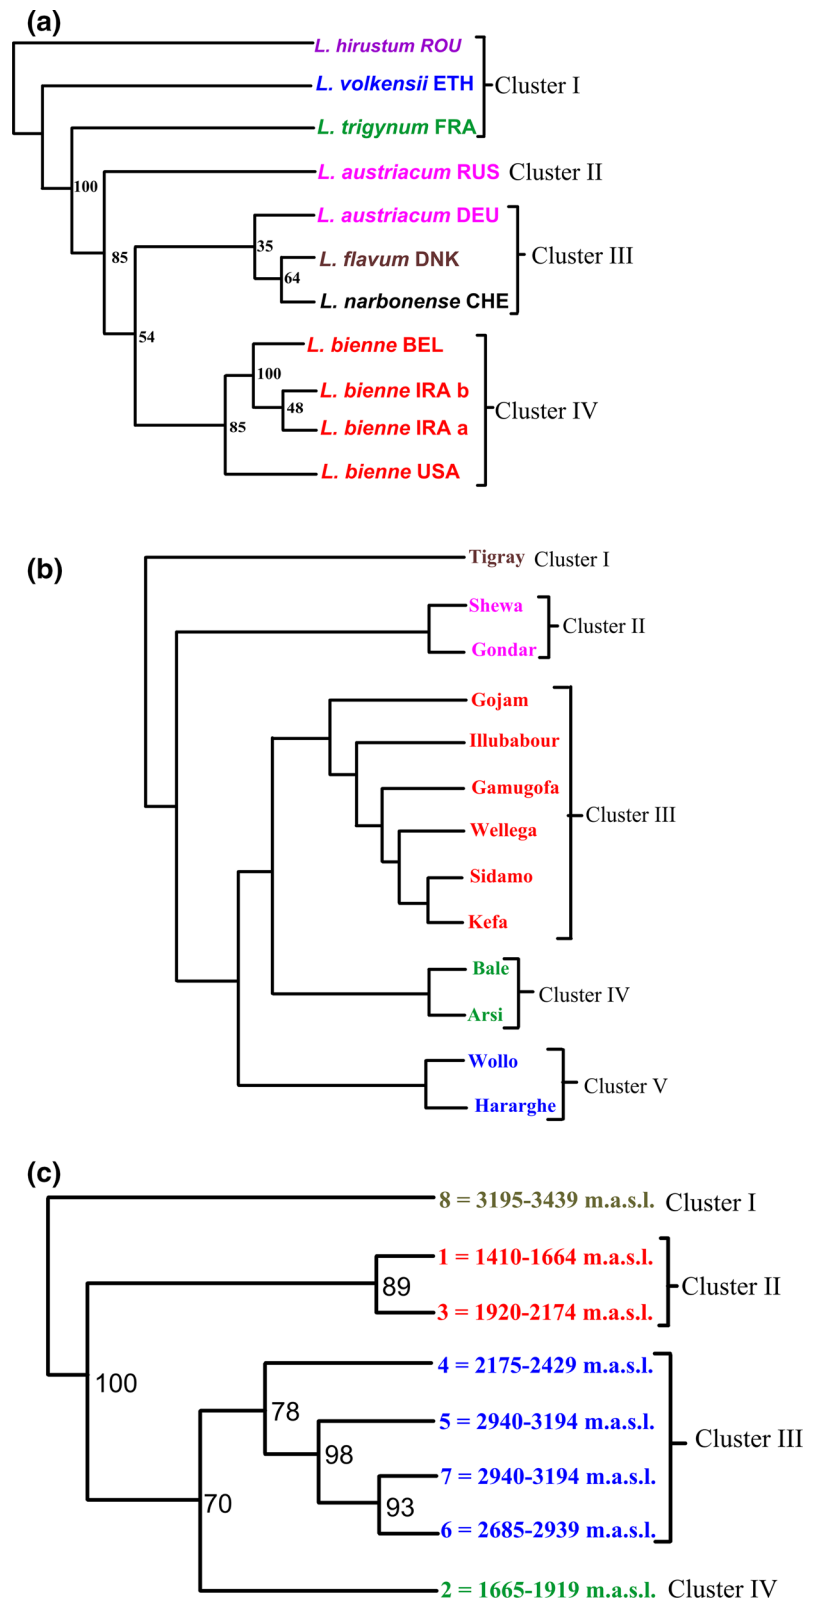 (a)
L. hirustum ROU
L. volkensii ETH
Cluster I
L. trigynum FRA
100
L. austriacum RUS Cluster II
L. austriacum DEU
35
85
L. flavum DNK
Cluster III
64
L. narbonense CHE
54
L. bienne BEL
100
L. bienne IRA b
48
Cluster IV
85
L. bienne IRA a
L. bienne USA
(b)
Tigray Cluster I
Shewa
Cluster II
Gondar
Gojam
Illubabour
Gamugofa
Cluster III
Wellega
Sidamo
Kefa
Bale
Cluster IV
Arsi
Wollo
Cluster V
Hararghe
(c)
8 = 3195-3439 m.a.s.l. Cluster I
1 = 1410-1664 m.a.s.l.
89
Cluster II
3 = 1920-2174 m.a.s.l.
4 = 2175-2429 m.a.s.l.
100
78
5 = 2940-3194 m.a.s.l.
Cluster III
98
7 = 2940-3194 m.a.s.l.
70
93
6 = 2685-2939 m.a.s.l.
2 = 1665-1919 m.a.s.l. Cluster IV